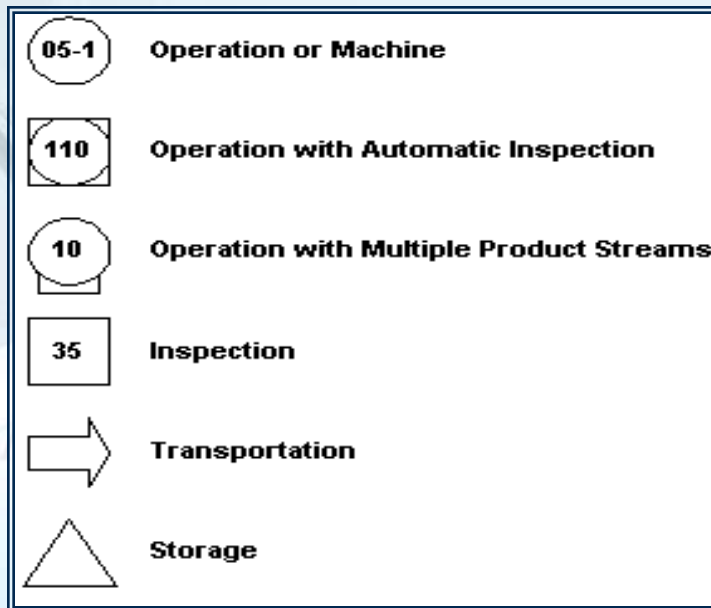 05-1 Operation or Machine
110 Operation with Automatic Inspection
10 Operation with Multiple Product Streams
35 Inspection
Transportation
Storage